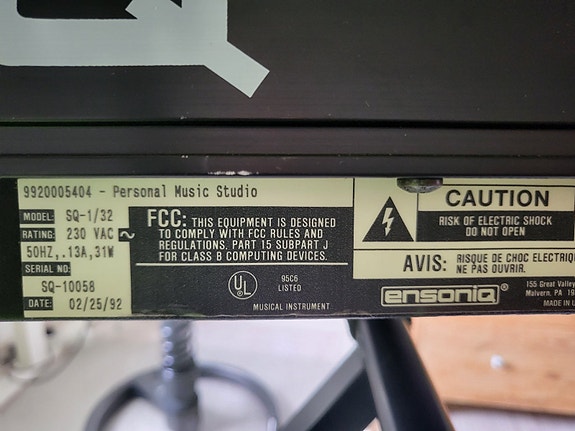 Q
9920005404 - Personal Music Studio
MODEL: SQ-1/32
RATING: 230 VAC ~
50HZ,.13A,31W
SERIAL NO:
SQ-10058
DATE: 02/25/92
FCC: THIS EQUIPMENT IS DESIGNED
TO COMPLY WITH FCC RULES AND
REGULATIONS, PART 15 SUBPART J
FOR CLASS B COMPUTING DEVICES.
UL
95C6
LISTED
MUSICAL INSTRUMENT
CAUTION
RISK OF ELECTRIC SHOCK
DO NOT OPEN
AVIS: RISQUE DE CHOC ELECTRIQU
NE PAS OUVRIR.
ensoniq®
155 Great Valley
Malvern, PA 19
MADE IN U